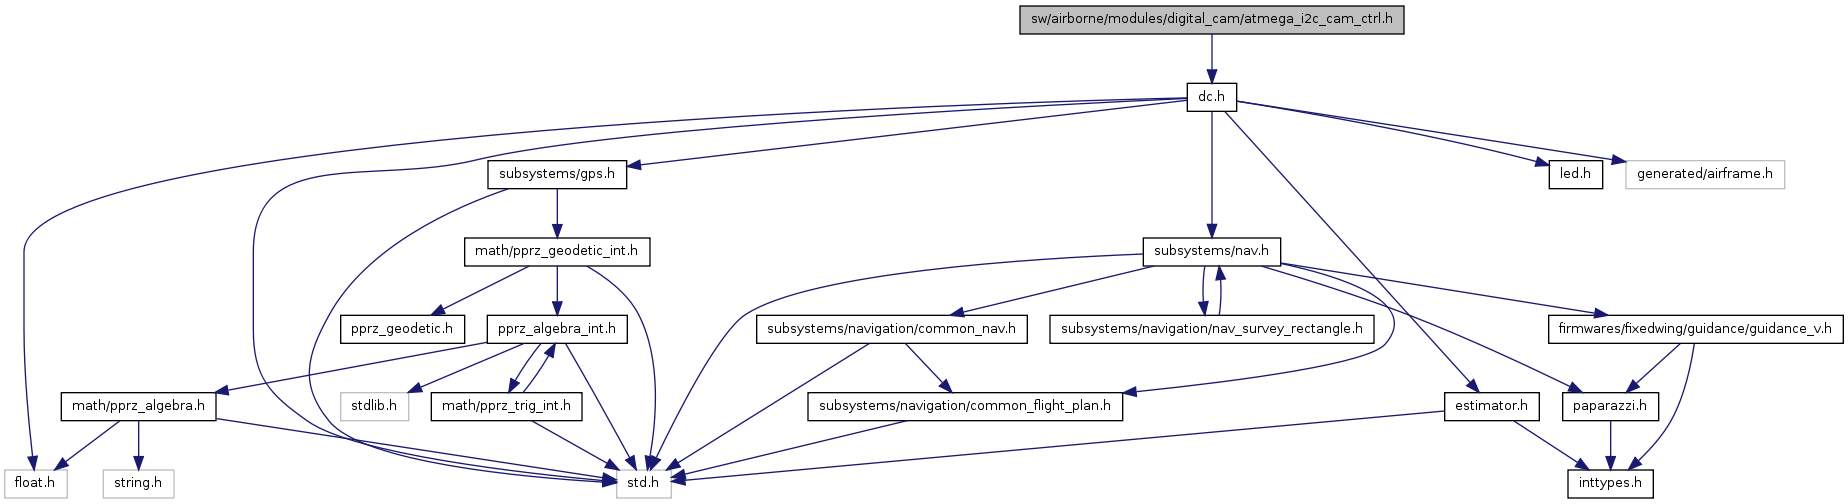 sw/airborne/modules/digital_cam/atmega_i2c_cam_ctrl.h
dc.h
subsystems/gps.h
led.h
generated/airframe.h
math/pprz_geodetic_int.h
subsystems/nav.h
pprz_geodetic.h
pprz_algebra_int.h
subsystems/navigation/common_nav.h
subsystems/navigation/nav_survey_rectangle.h
firmwares/fixedwing/guidance/guidance_v.h
math/pprz_algebra.h
stdlib.h
math/pprz_trig_int.h
subsystems/navigation/common_flight_plan.h
estimator.h
paparazzi.h
float.h
string.h
std.h
inttypes.h